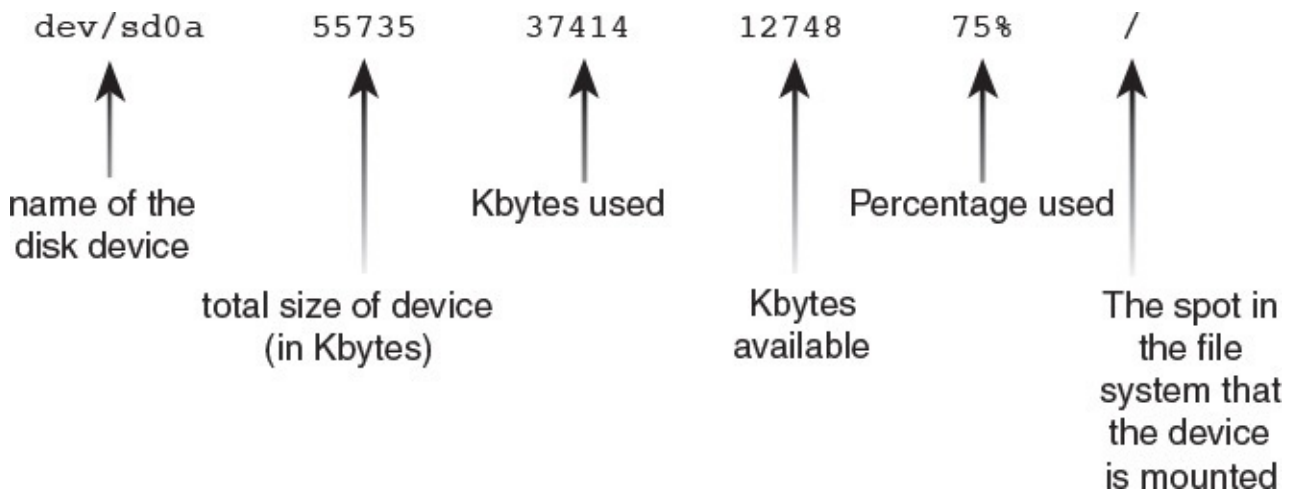 dev/sd0a 55735 37414 12748 75% /
name of the
disk device
Kbytes used
Percentage used
total size of device
(in Kbytes)
Kbytes
available
The spot in
the file
system that
the device
is mounted